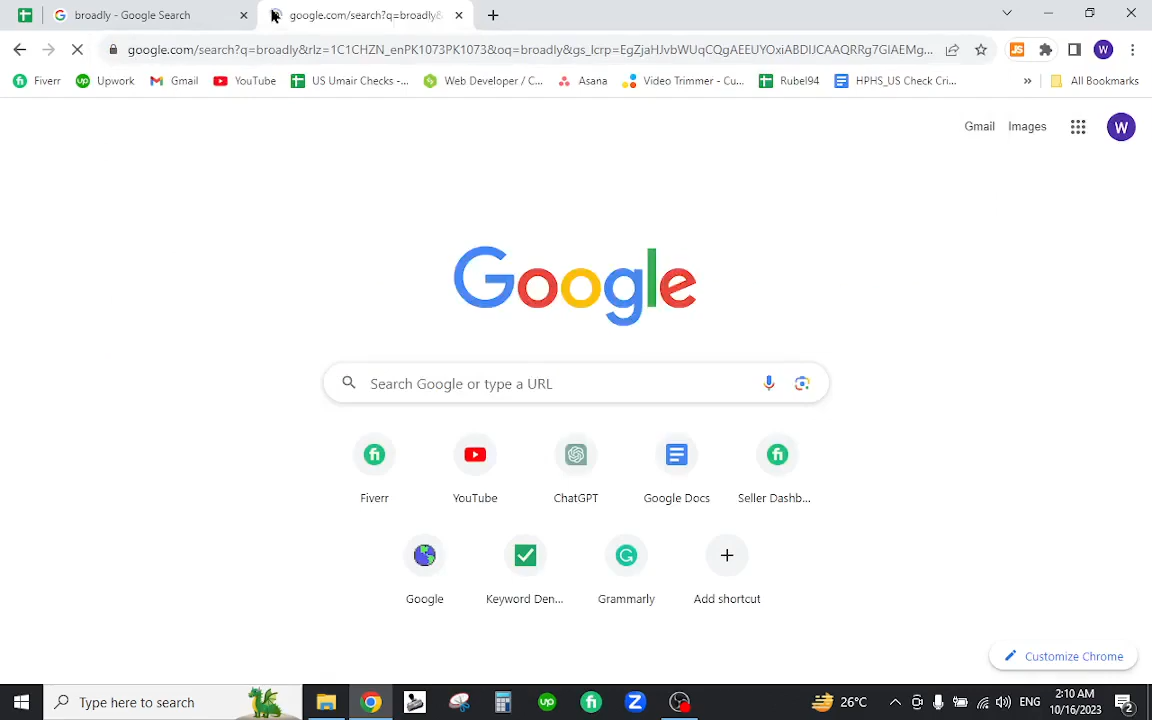 broadly - Google Search
google.com/search?q=broadly&
google.com/search?q=broadly&rlz=1C1CHZN_enPK1073PK1073&oq=broadly&gs_lcrp=EgZjaHJvbWUqCQgAEEUYOxiABDIJCAAQRRg7GIAEMg...
W
Fiverr
Upwork
Gmail
YouTube
US Umair Checks -...
Web Developer / C...
Asana
Video Trimmer - Cu...
Rubel94
HPHS_US Check Cri...
»
All Bookmarks
Gmail
Images
W
Google
Search Google or type a URL
Fiverr
YouTube
ChatGPT
Google Docs
Seller Dashb...
Google
Keyword Den...
Grammarly
Add shortcut
Customize Chrome
Type here to search
26°C
ENG
2:10 AM
10/16/2023
2